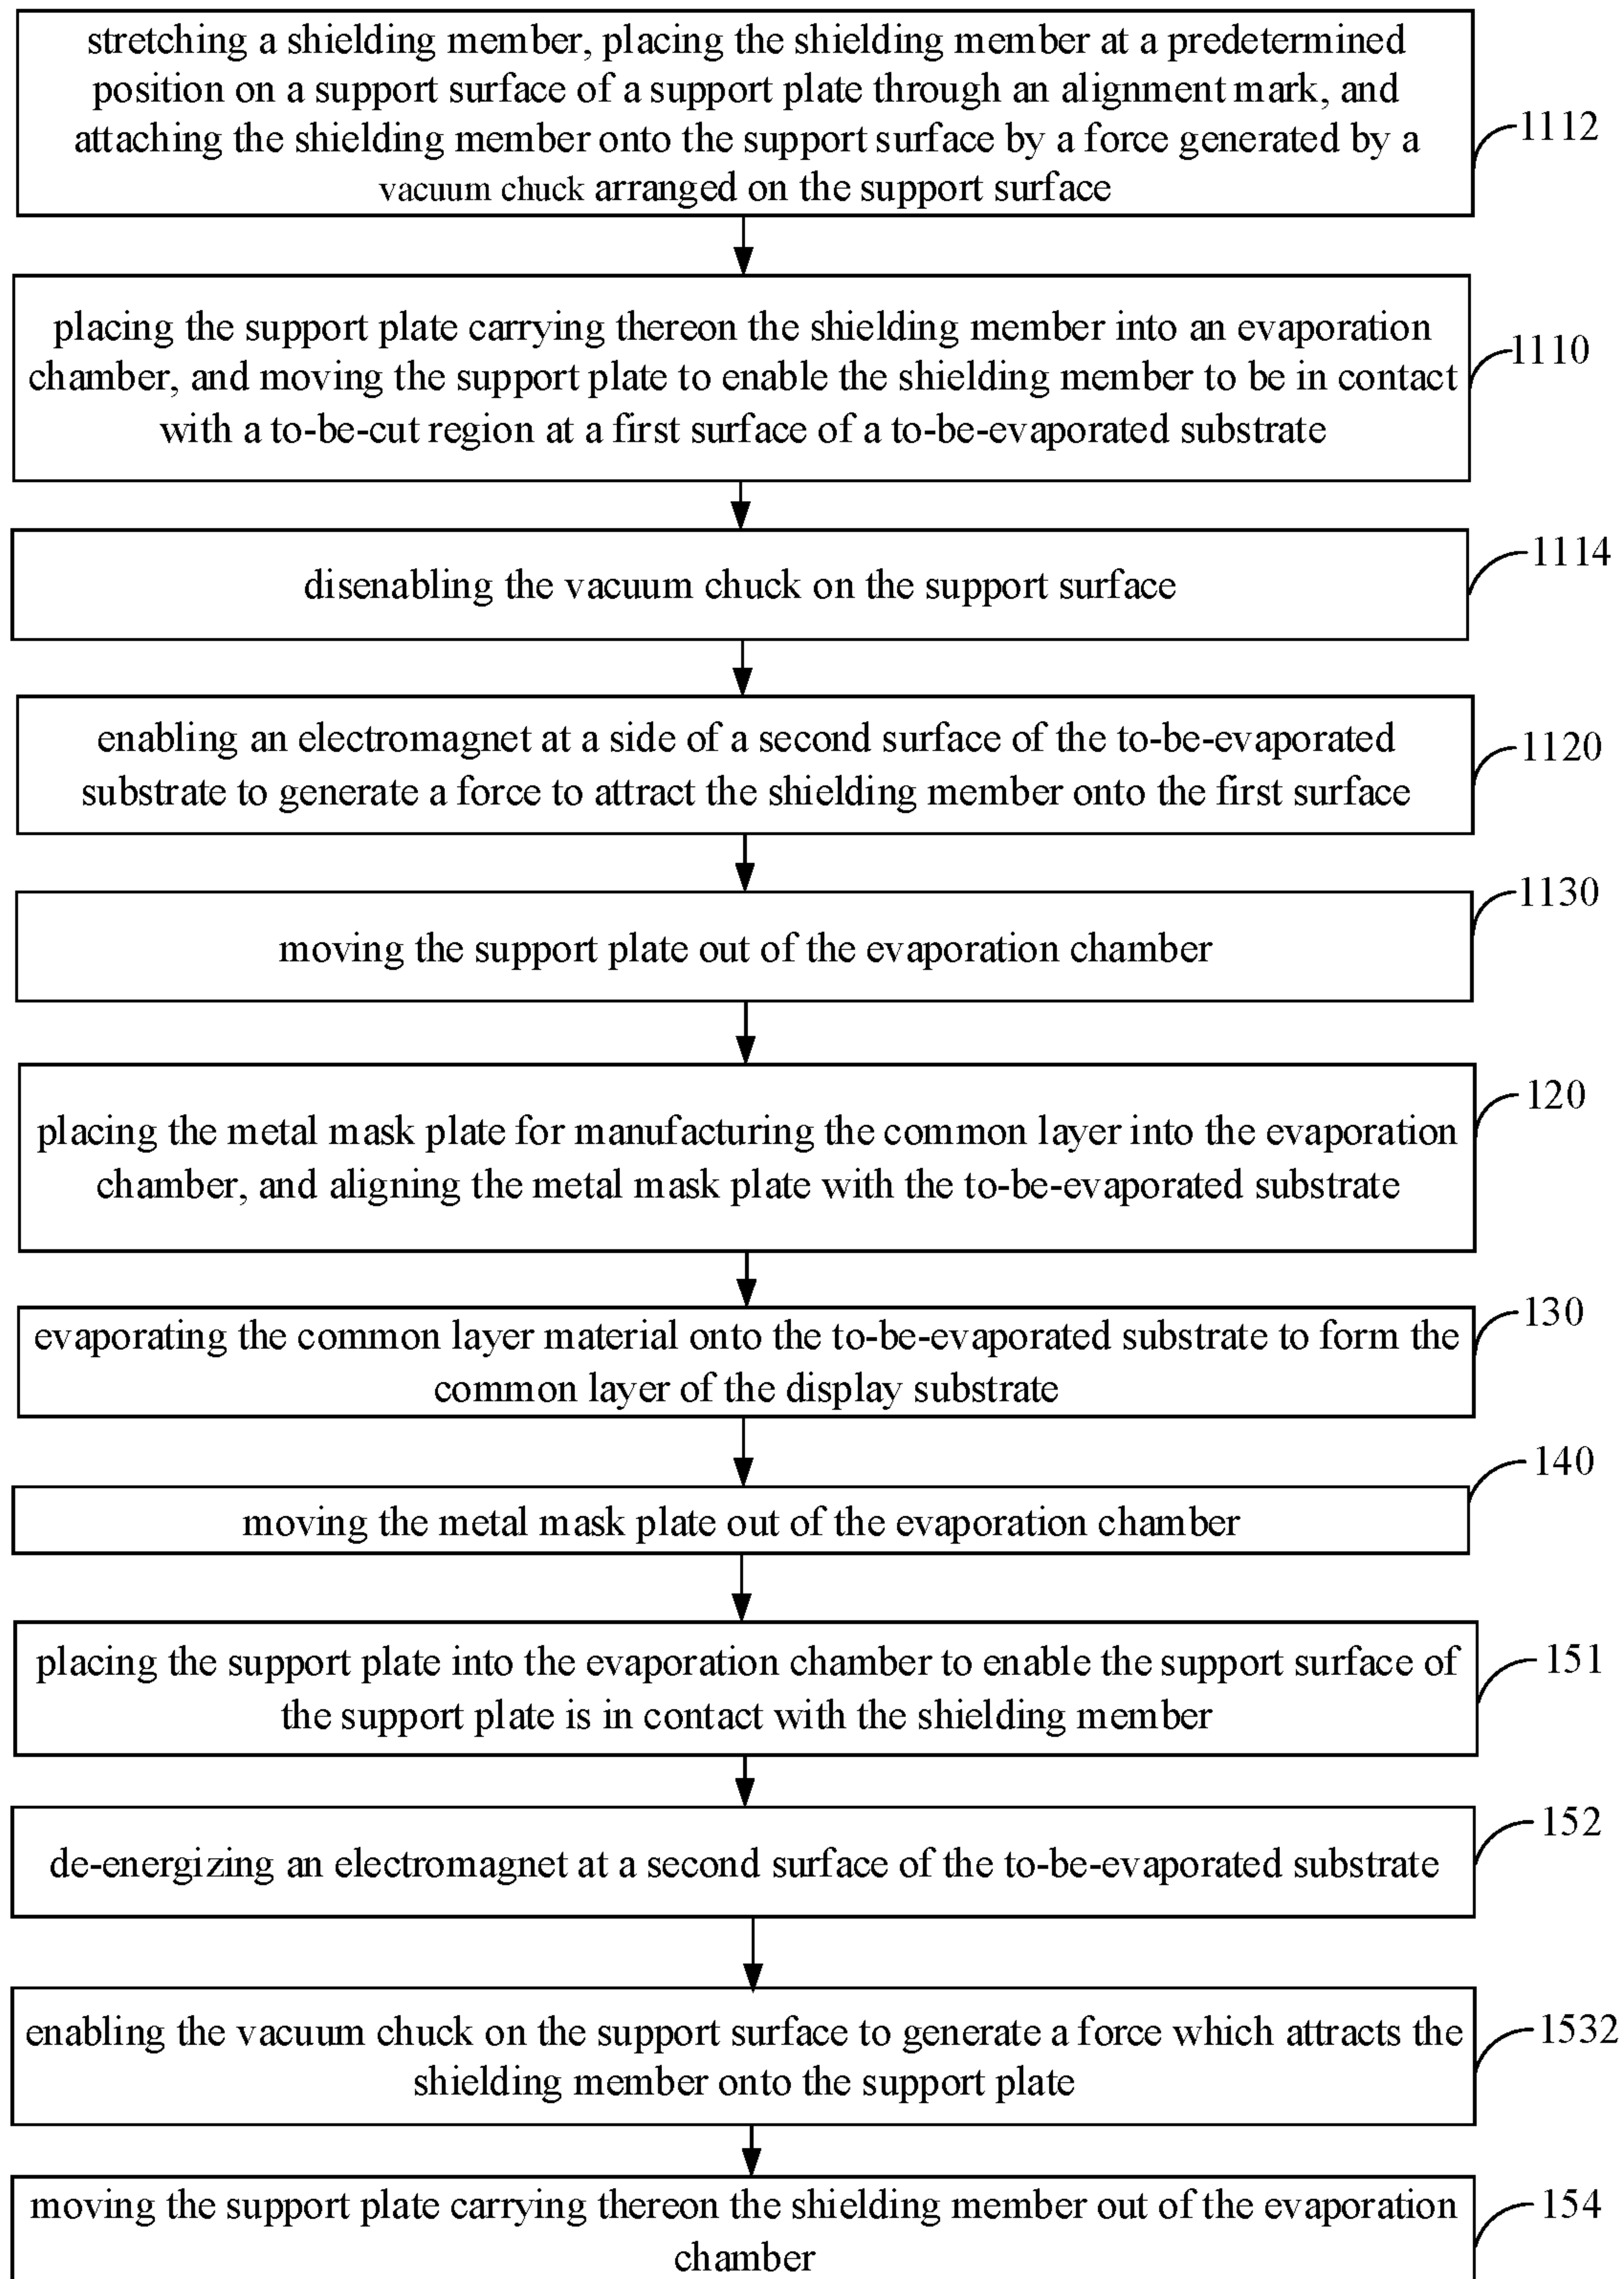 stretching a shielding member, placing the shielding member at a predetermined
position on a support surface of a support plate through an alignment mark, and
attaching the shielding member onto the support surface by a force generated by a
vacuum chuck arranged on the support surface
1112
placing the support plate carrying thereon the shielding member into an evaporation
chamber, and moving the support plate to enable the shielding member to be in contact
with a to-be-cut region at a first surface of a to-be-evaporated substrate
1110
disenabling the vacuum chuck on the support surface
1114
enabling an electromagnet at a side of a second surface of the to-be-evaporated
substrate to generate a force to attract the shielding member onto the first surface
1120
moving the support plate out of the evaporation chamber
1130
placing the metal mask plate for manufacturing the common layer into the evaporation
chamber, and aligning the metal mask plate with the to-be-evaporated substrate
120
evaporating the common layer material onto the to-be-evaporated substrate to form the
common layer of the display substrate
130
moving the metal mask plate out of the evaporation chamber
140
placing the support plate into the evaporation chamber to enable the support surface of
the support plate is in contact with the shielding member
151
de-energizing an electromagnet at a second surface of the to-be-evaporated substrate
152
enabling the vacuum chuck on the support surface to generate a force which attracts the
shielding member onto the support plate
1532
moving the support plate carrying thereon the shielding member out of the evaporation
chamber
154